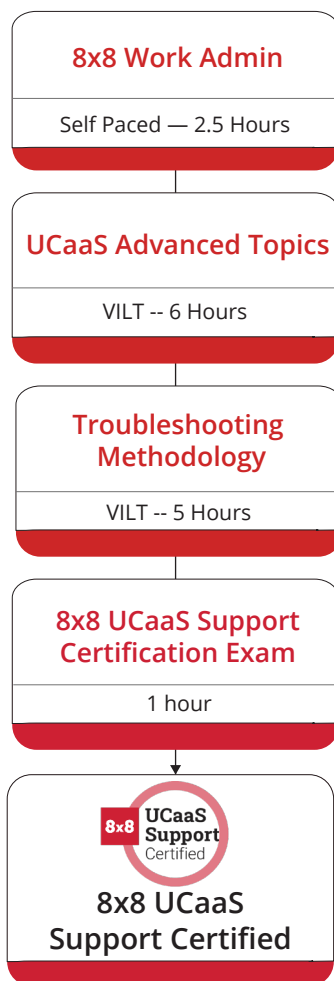 8x8 Work Admin
Self Paced — 2.5 Hours
UCaaS Advanced Topics
VILT -- 6 Hours
Troubleshooting
Methodology
VILT -- 5 Hours
8x8 UCaaS Support
Certification Exam
1 hour
8x8
UCaaS
Support
Certified
8x8 UCaaS
Support Certified